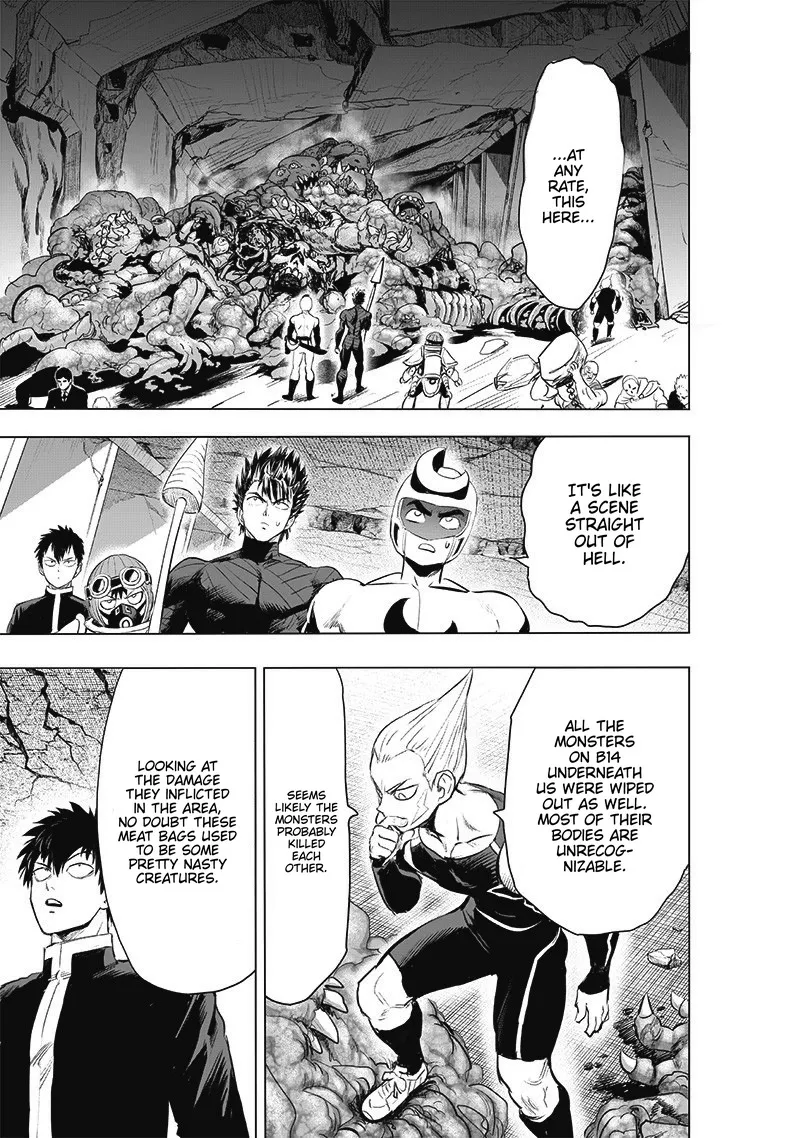 ...AT
ANY
RATE,
THIS
HERE...
IT'S LIKE
A SCENE
STRAIGHT
OUT OF
HELL.
ALL THE
MONSTERS
ON B14
UNDERNEATH
US WERE WIPED
OUT AS WELL.
MOST OF THEIR
BODIES ARE
UNRECOG-
NIZABLE.
SEEMS
LIKELY THE
MONSTERS
PROBABLY
KILLED
EACH
OTHER.
LOOKING AT
THE DAMAGE
THEY INFLICTED
IN THE AREA,
NO DOUBT THESE
MEAT BAGS USED
TO BE SOME
PRETTY NASTY
CREATURES.